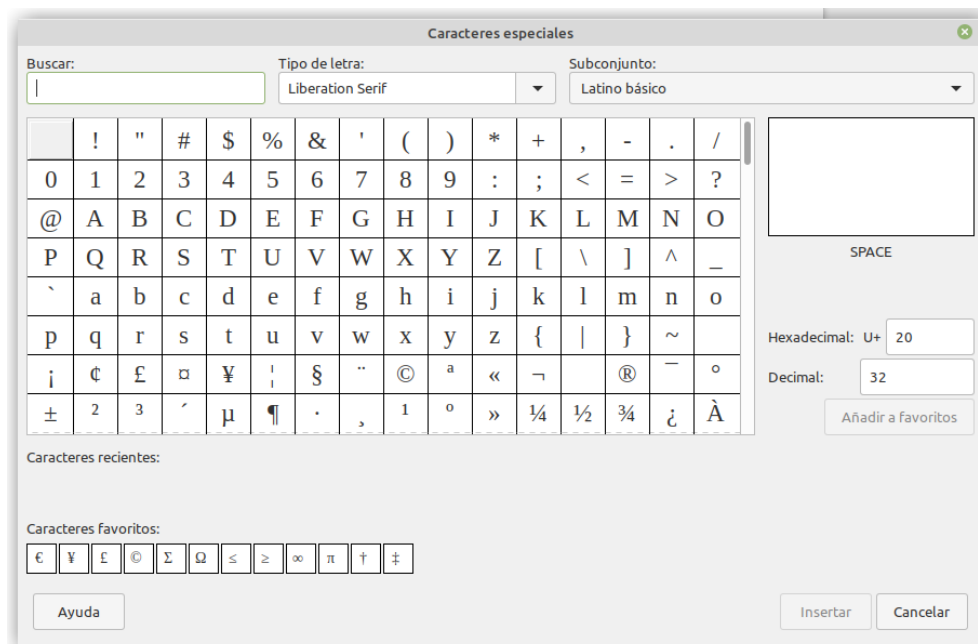 Caracteres especiales
Buscar: Tipo de letra: Subconjunto:
Liberation Serif Latino básico
! " # $ % & ' ( ) * + , - . /
0 1 2 3 4 5 6 7 8 9 : ; < = > ?
@ A B C D E F G H I J K L M N O
P Q R S T U V W X Y Z [ \ ] ^ _
` a b c d e f g h i j k l m n o
p q r s t u v w x y z { | } ~
¡ ¢ £ ¤ ¥ ¦ § ¨ © ª « ¬ ® ¯ °
± ² ³ ´ µ ¶ · ¸ ¹ º » ¼ ½ ¾ ¿ À
SPACE
Hexadecimal: U+ 20
Decimal: 32
Añadir a favoritos
Caracteres recientes:
Caracteres favoritos:
€ ¥ £ © Σ Ω ≤ ≥ ∞ π † ‡
Ayuda Insertar Cancelar